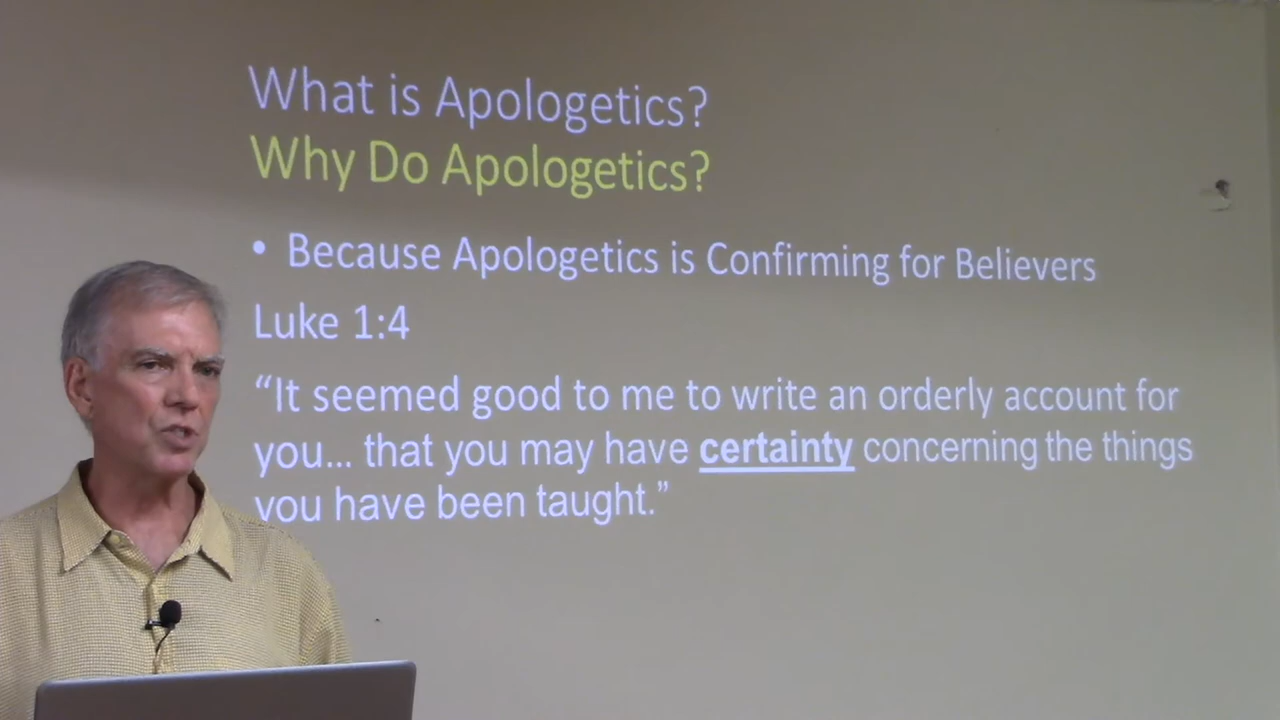 What is Apologetics?
Why Do Apologetics?
• Because Apologetics is Confirming for Believers
Luke 1:4
“It seemed good to me to write an orderly account for
you... that you may have certainty concerning the things
you have been taught.”